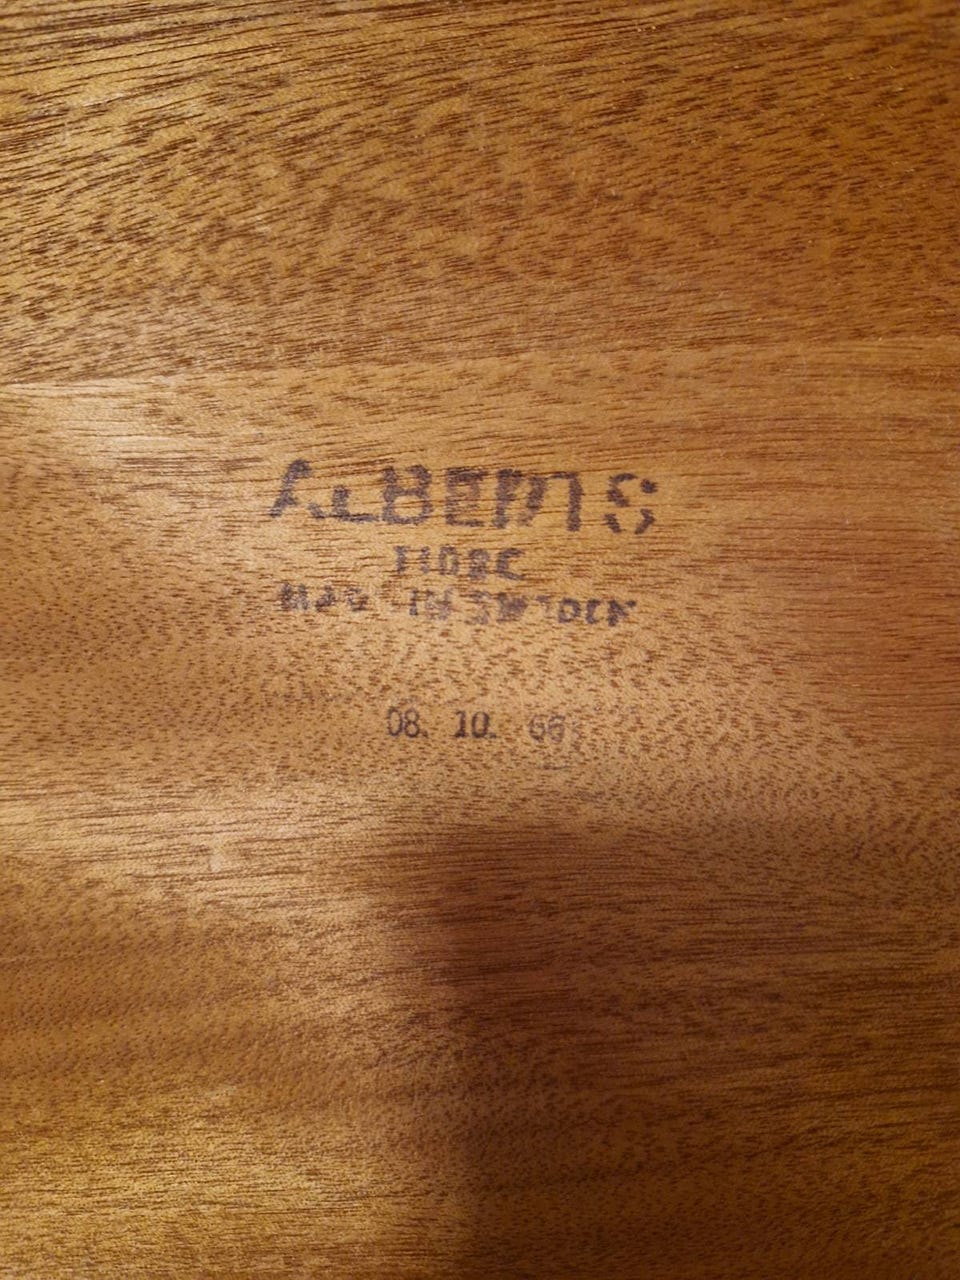 ALBERTS
TIBRO
MADE IN SWEDEN
08. 10. 66